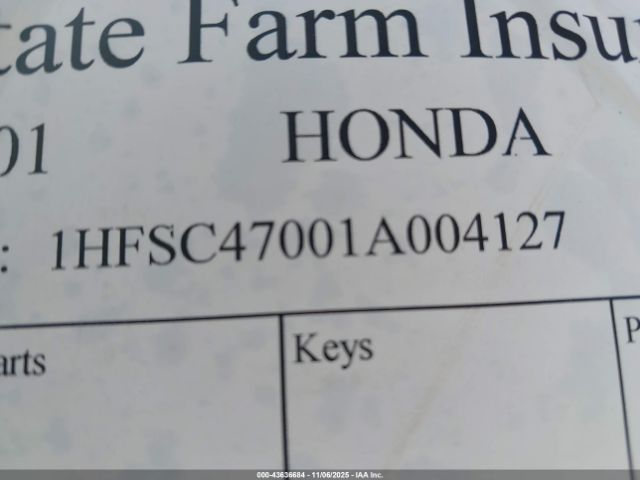 tate Farm Insu
01 HONDA
: 1HFSC47001A004127
arts Keys P
000-43636684 - 11/06/2025 - IAA Inc.